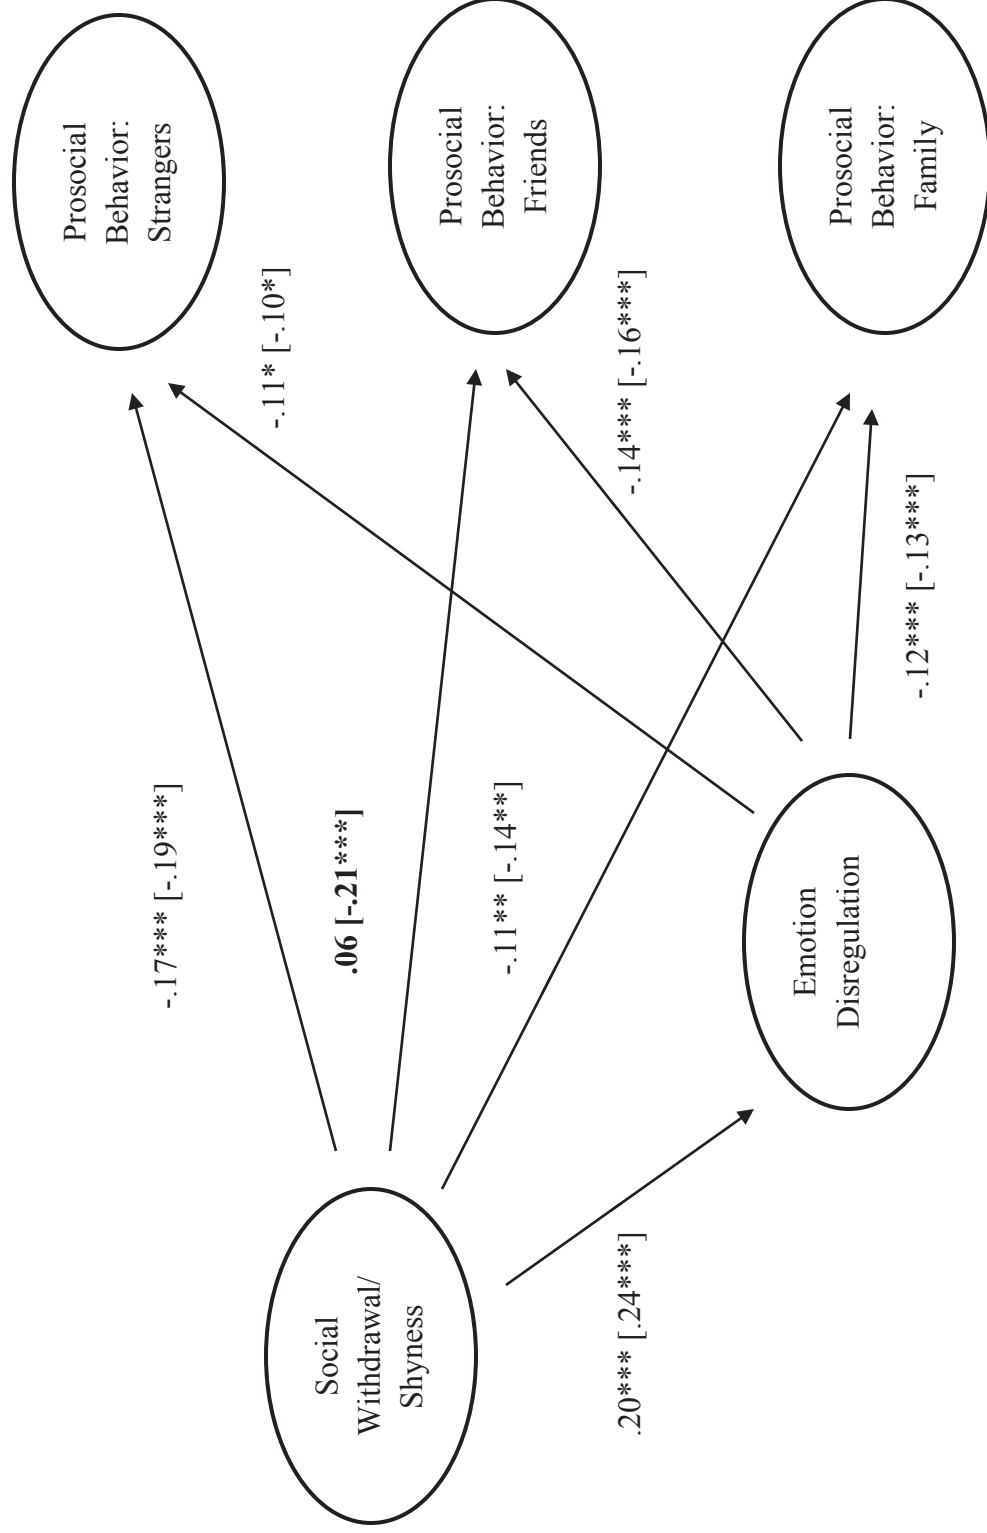 Prosocial
Behavior:
Strangers
-.11* [-.10*]
Prosocial
Behavior:
Friends
-.14*** [-.16***]
Prosocial
Behavior:
Family
-.17*** [-.19***]
.06 [-.21***]
-.11** [-.14**]
-.12*** [-.13***]
Emotion
Disregulation
Social
Withdrawal/
Shyness
.20*** [.24***]